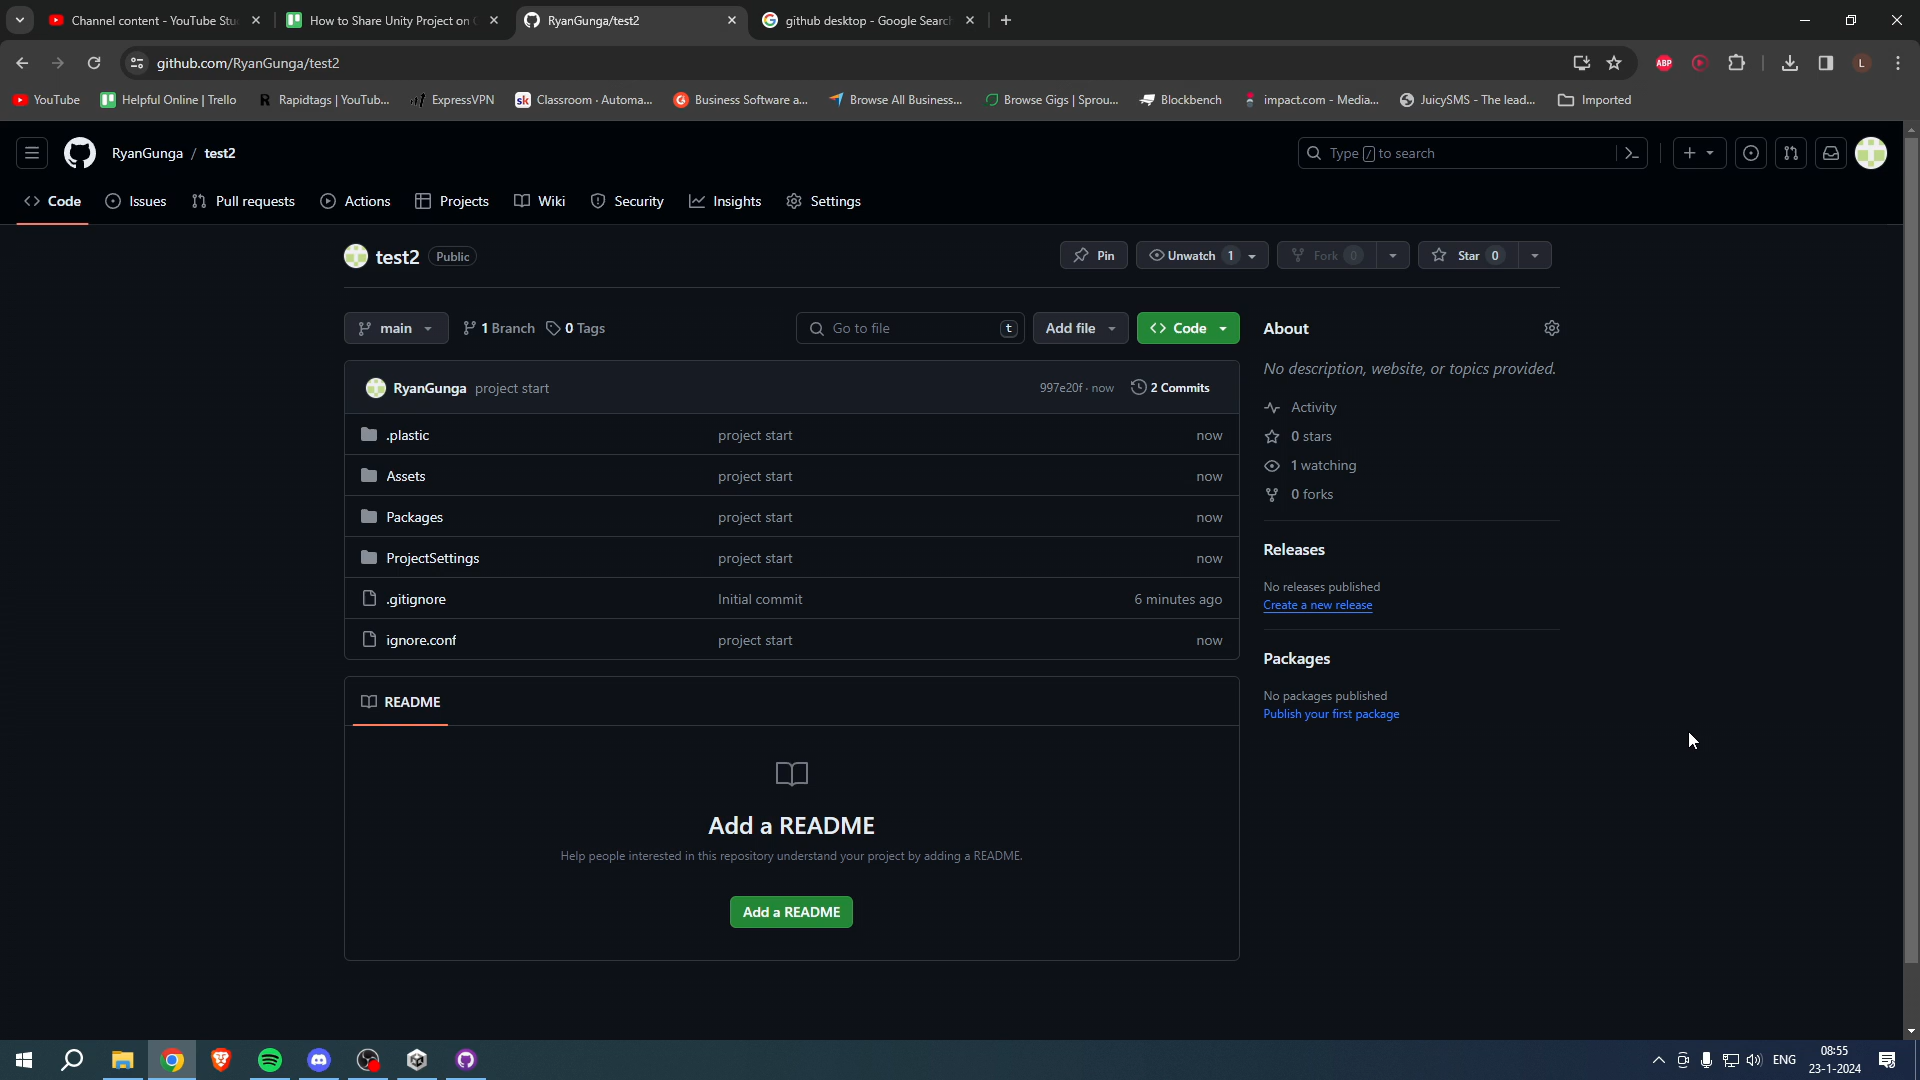 Channel content - YouTube Stu
How to Share Unity Project on
RyanGunga/test2
github desktop - Google Search
github.com/RyanGunga/test2
ABP
L
YouTube
Helpful Online | Trello
Rapidtags | YouTub...
ExpressVPN
Classroom · Automa...
Business Software a...
Browse All Business...
Browse Gigs | Sprou...
Blockbench
impact.com - Media...
JuicySMS - The lead...
Imported
RyanGunga / test2
Type / to search
Code
Issues
Pull requests
Actions
Projects
Wiki
Security
Insights
Settings
test2 Public
Pin
Unwatch 1
Fork 0
Star 0
main
1 Branch
0 Tags
Go to file t
Add file
<> Code
RyanGunga project start 997e20f · now 2 Commits
.plastic project start now
Assets project start now
Packages project start now
ProjectSettings project start now
.gitignore Initial commit 6 minutes ago
ignore.conf project start now
README
Add a README
Help people interested in this repository understand your project by adding a README.
Add a README
About
No description, website, or topics provided.
Activity
0 stars
1 watching
0 forks
Releases
No releases published
Create a new release
Packages
No packages published
Publish your first package
ENG
08:55
23-1-2024